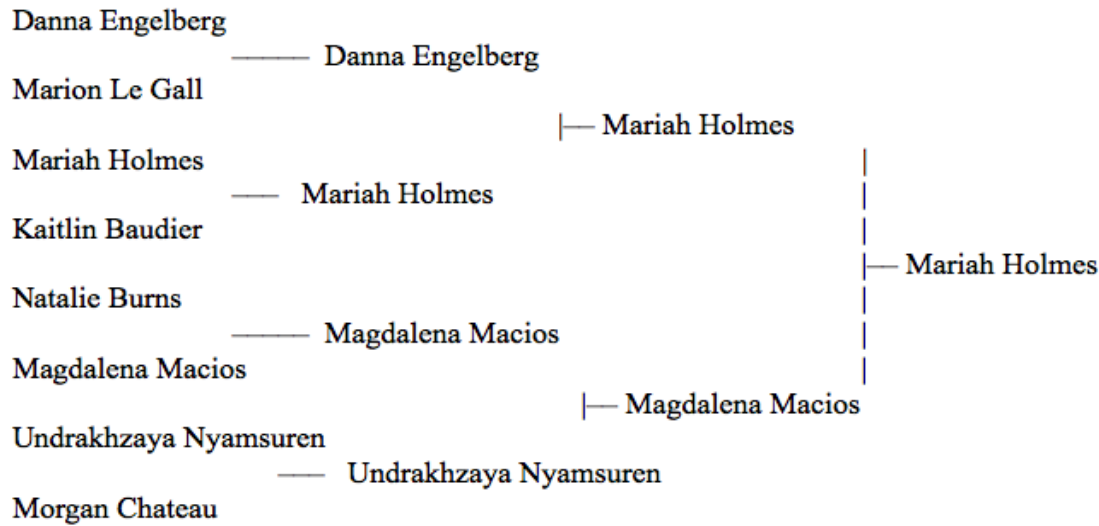 Danna Engelberg
Danna Engelberg
Marion Le Gall
Mariah Holmes
Mariah Holmes
Mariah Holmes
Kaitlin Baudier
Mariah Holmes
Natalie Burns
Magdalena Macios
Magdalena Macios
Magdalena Macios
Undrakhzaya Nyamsuren
Undrakhzaya Nyamsuren
Morgan Chateau